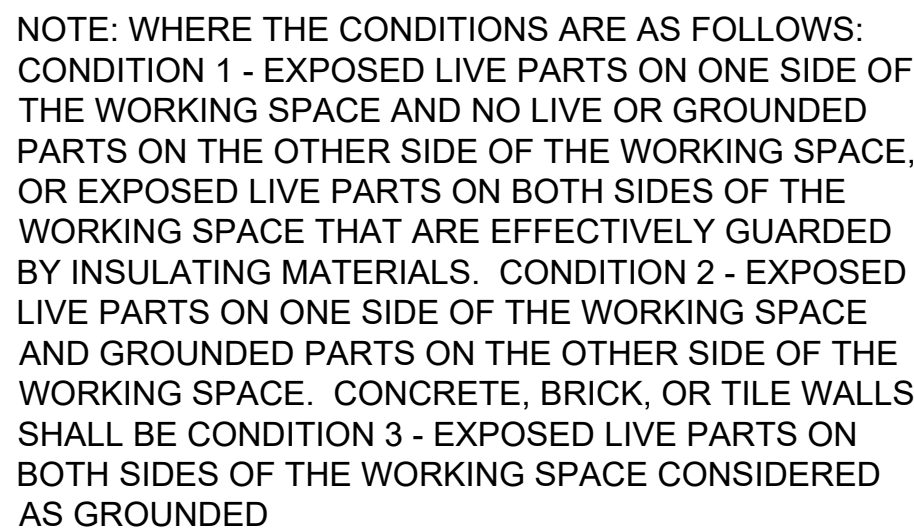 NOTE: WHERE THE CONDITIONS ARE AS FOLLOWS:
CONDITION 1 - EXPOSED LIVE PARTS ON ONE SIDE OF
THE WORKING SPACE AND NO LIVE OR GROUNDED
PARTS ON THE OTHER SIDE OF THE WORKING SPACE,
OR EXPOSED LIVE PARTS ON BOTH SIDES OF THE
WORKING SPACE THAT ARE EFFECTIVELY GUARDED
BY INSULATING MATERIALS.  CONDITION 2 - EXPOSED
LIVE PARTS ON ONE SIDE OF THE WORKING SPACE
AND GROUNDED PARTS ON THE OTHER SIDE OF THE
WORKING SPACE.  CONCRETE, BRICK, OR TILE WALLS
SHALL BE CONDITION 3 - EXPOSED LIVE PARTS ON
BOTH SIDES OF THE WORKING SPACE CONSIDERED
AS GROUNDED